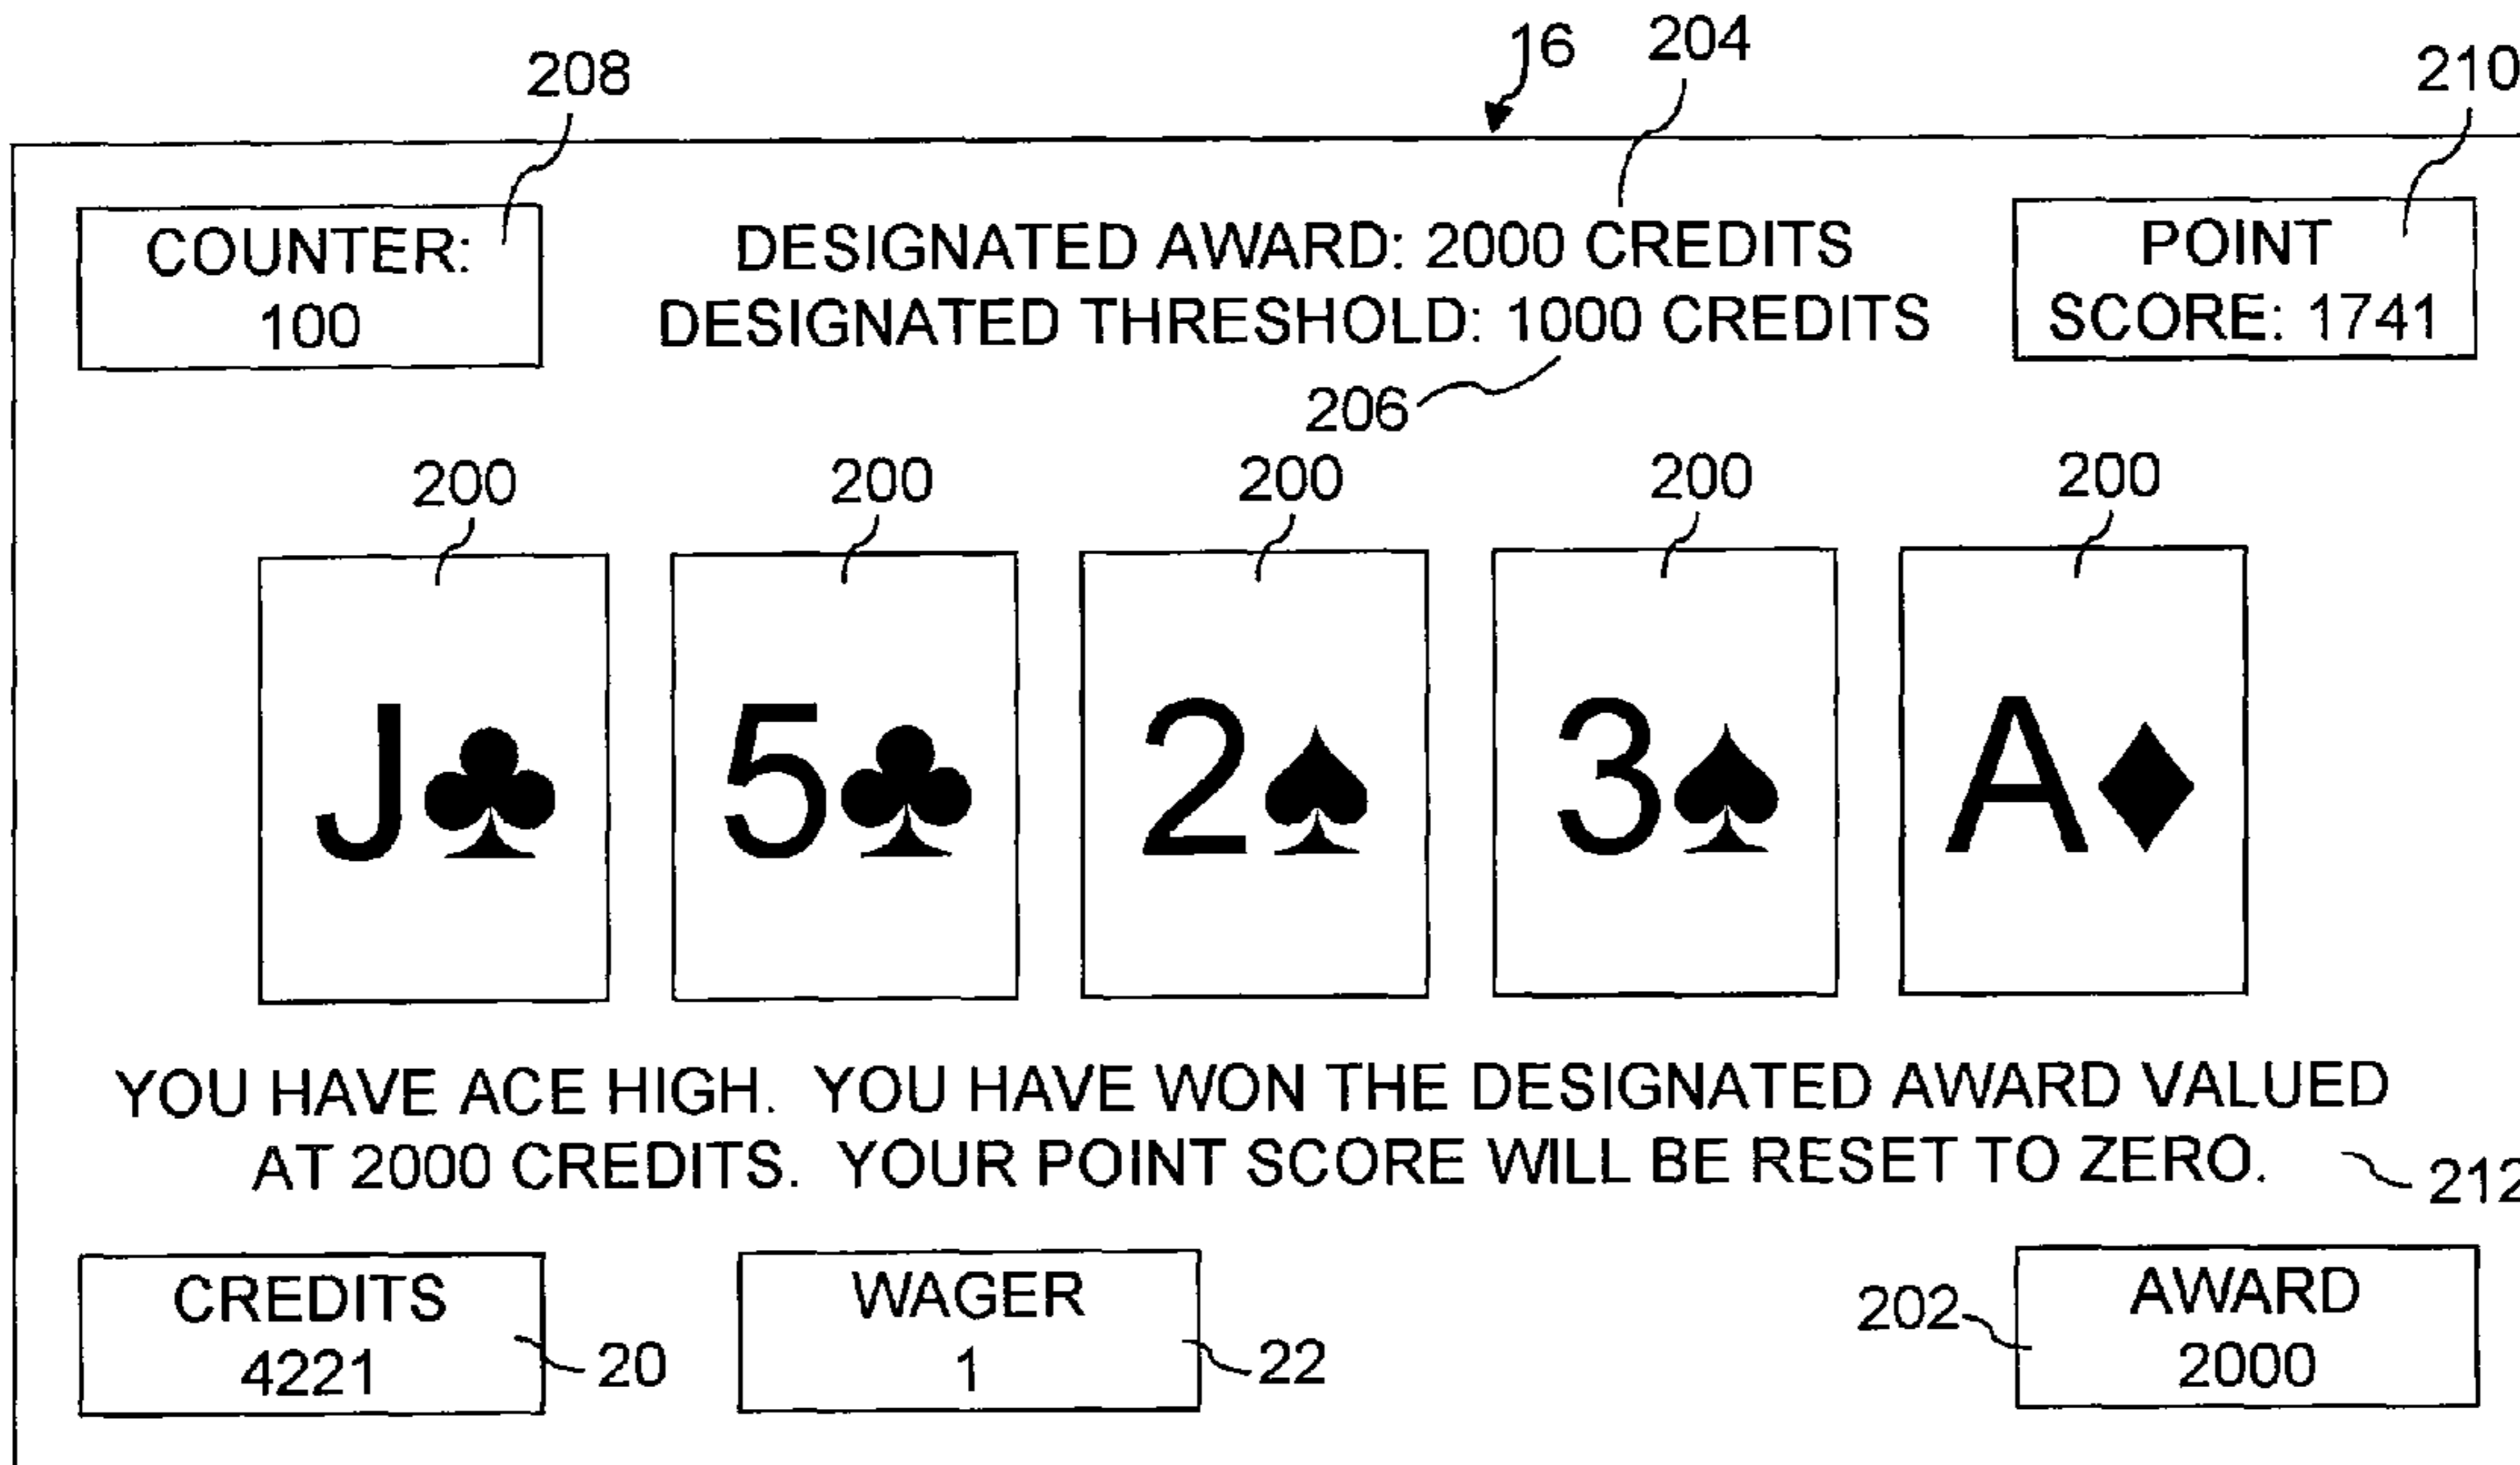 208
16
204
210
COUNTER:
100
DESIGNATED AWARD: 2000 CREDITS
DESIGNATED THRESHOLD: 1000 CREDITS
POINT
SCORE: 1741
206
200 200 200 200 200
J♣ 5♣ 2♠ 3♠ A♦
YOU HAVE ACE HIGH. YOU HAVE WON THE DESIGNATED AWARD VALUED
AT 2000 CREDITS. YOUR POINT SCORE WILL BE RESET TO ZERO.
212
CREDITS
4221
20
WAGER
1
22
202
AWARD
2000